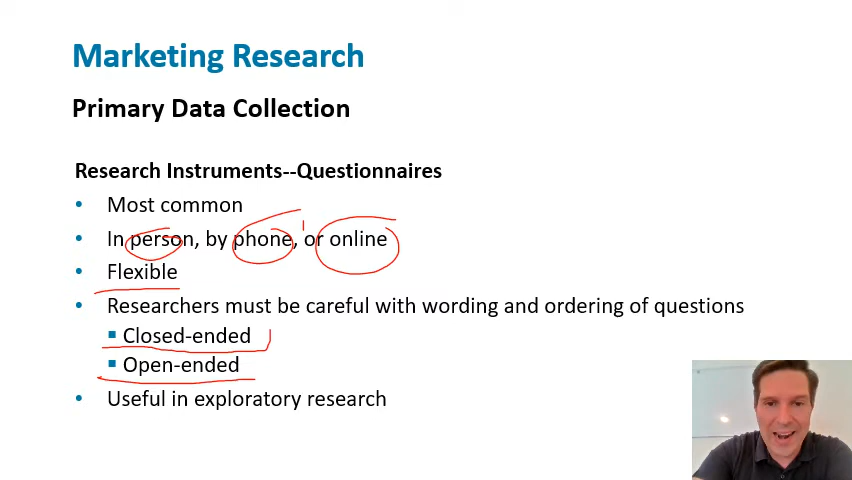 Marketing Research
Primary Data Collection
Research Instruments--Questionnaires
• Most common
• In person, by phone, or online
• Flexible
• Researchers must be careful with wording and ordering of questions
▪ Closed-ended
▪ Open-ended
• Useful in exploratory research